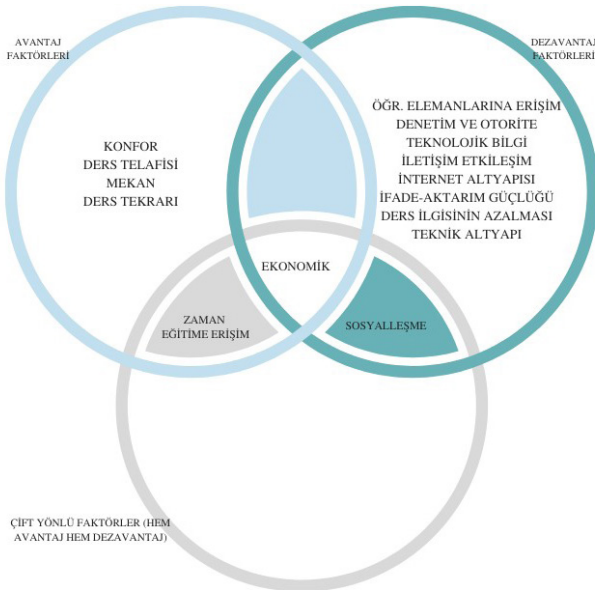 AVANTAJ
FAKTÖRLERİ
DEZAVANTAJ
FAKTÖRLERİ
KONFOR
DERS TELAFİSİ
MEKAN
DERS TEKRARI
ÖĞR. ELEMANLARINA ERİŞİM
DENETİM VE OTORİTE
TEKNOLOJİK BİLGİ
İLETİŞİM ETKİLEŞİM
İNTERNET ALTYAPISI
İFADE-AKTARIM GÜÇLÜĞÜ
DERS İLGİSİNİN AZALMASI
TEKNİK ALTYAPI
EKONOMİK
ZAMAN
EĞİTİME ERİŞİM
SOSYALLEŞME
ÇİFT YÖNLÜ FAKTÖRLER (HEM
AVANTAJ HEM DEZAVANTAJ)